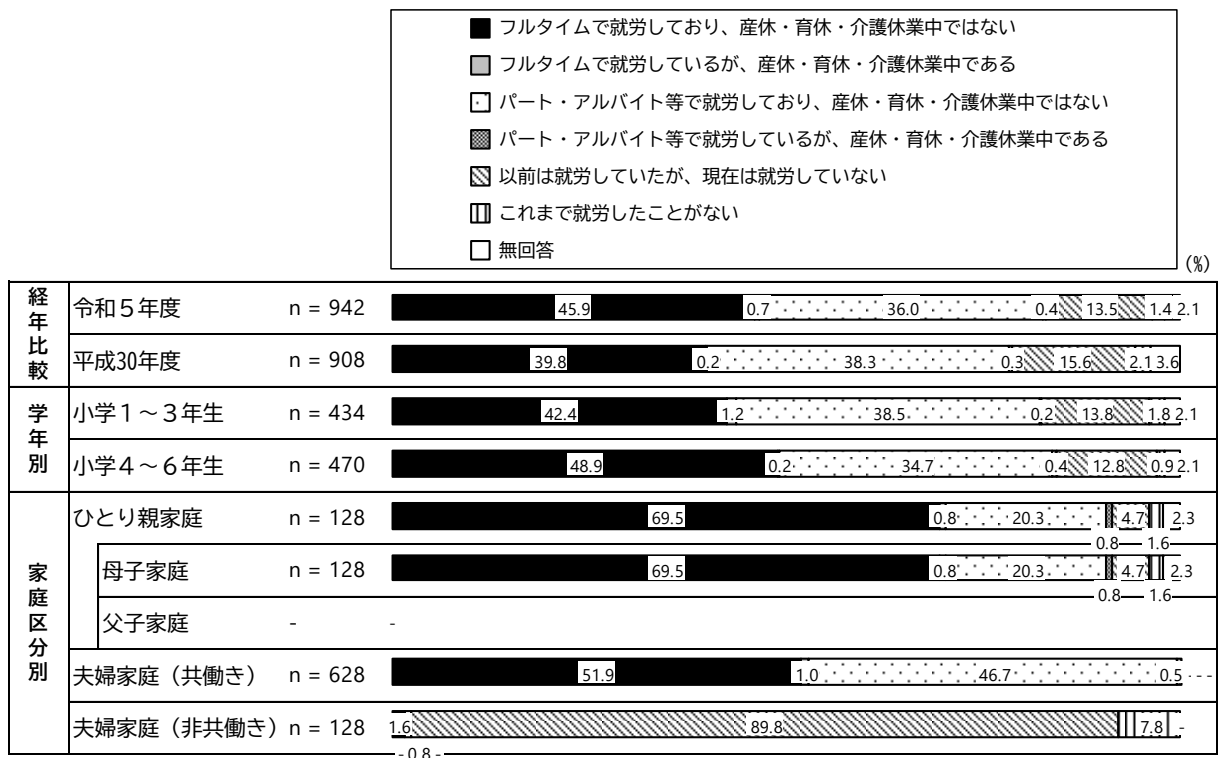 フルタイムで就労しており、産休・育休・介護休業中ではない
フルタイムで就労しているが、産休・育休・介護休業中である
パート・アルバイト等で就労しており、産休・育休・介護休業中ではない
パート・アルバイト等で就労しているが、産休・育休・介護休業中である
以前は就労していたが、現在は就労していない
これまで就労したことがない
無回答
(%)
経年比較
令和5年度 n = 942 45.9 0.7 36.0 0.4 13.5 1.4 2.1
平成30年度 n = 908 39.8 0.2 38.3 0.3 15.6 2.1 3.6
学年別
小学1～3年生 n = 434 42.4 1.2 38.5 0.2 13.8 1.8 2.1
小学4～6年生 n = 470 48.9 0.2 34.7 0.4 12.8 0.9 2.1
家庭区分別
ひとり親家庭 n = 128 69.5 0.8 20.3 4.7 2.3
0.8 1.6
母子家庭 n = 128 69.5 0.8 20.3 4.7 2.3
0.8 1.6
父子家庭 - -
夫婦家庭（共働き） n = 628 51.9 1.0 46.7 0.5 - - -
夫婦家庭（非共働き） n = 128 1.6 89.8 7.8 -
- 0.8 -